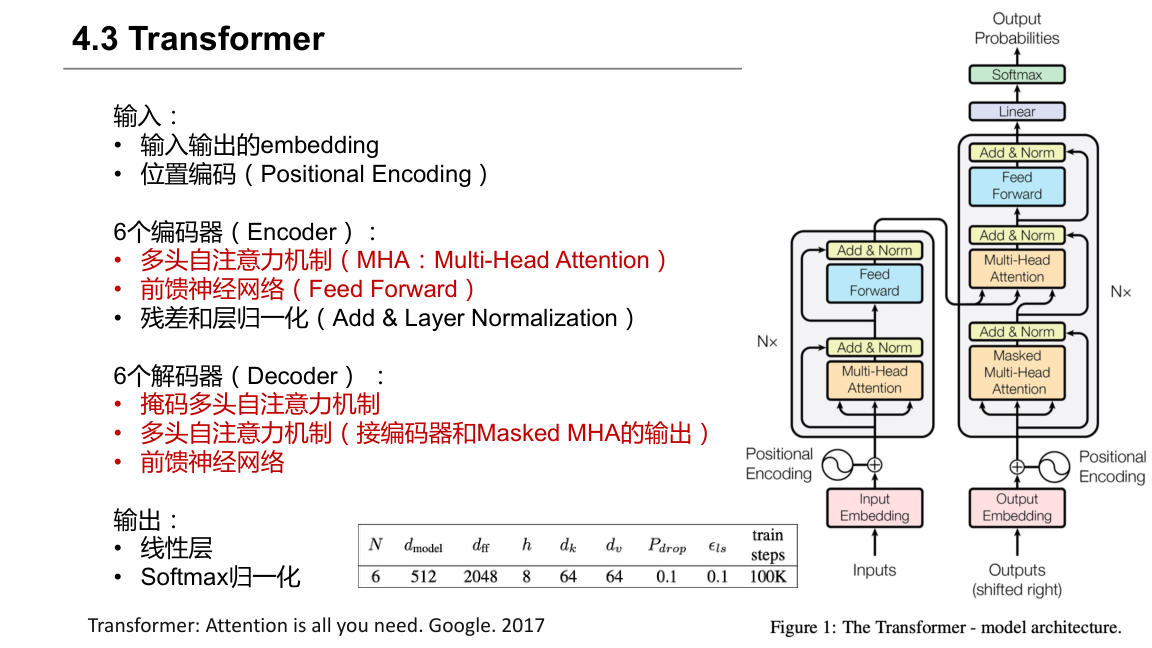 4.3 Transformer
输入：
• 输入输出的embedding
• 位置编码（Positional Encoding）
6个编码器（Encoder）：
• 多头自注意力机制（MHA：Multi-Head Attention）
• 前馈神经网络（Feed Forward）
• 残差和层归一化（Add & Layer Normalization）
6个解码器（Decoder）：
• 掩码多头自注意力机制
• 多头自注意力机制（接编码器和Masked MHA的输出）
• 前馈神经网络
输出：
• 线性层
• Softmax归一化
N d_model d_ff h d_k d_v P_drop ϵ_ls train steps
6 512 2048 8 64 64 0.1 0.1 100K
Transformer: Attention is all you need. Google. 2017
Output
Probabilities
Softmax
Linear
Add & Norm
Feed
Forward
Add & Norm
Multi-Head
Attention
N×
Add & Norm
Masked
Multi-Head
Attention
Add & Norm
Feed
Forward
N×
Add & Norm
Multi-Head
Attention
Positional
Encoding
Positional
Encoding
Input
Embedding
Output
Embedding
Inputs
Outputs
(shifted right)
Figure 1: The Transformer - model architecture.